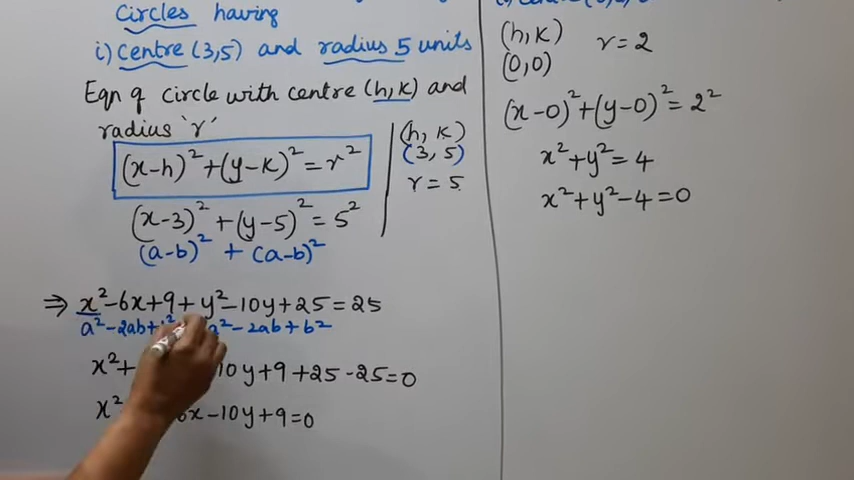 Circles having
i) Centre (3,5) and radius 5 units
Eqn of circle with centre (h,k) and
radius 'r'
(x-h)² + (y-k)² = r²
(x-3)² + (y-5)² = 5²
(a-b)² + (a-b)²
⇒ x² -6x + 9 + y² - 10y + 25 = 25
a² - 2ab + b² a² - 2ab + b²
x² + 10y + 9 + 25 - 25 = 0
x² 6x - 10y + 9 = 0
(h, k)
(3, 5)
r = 5
(h, k) r = 2
(0,0)
(x-0)² + (y-0)² = 2²
x² + y² = 4
x² + y² - 4 = 0